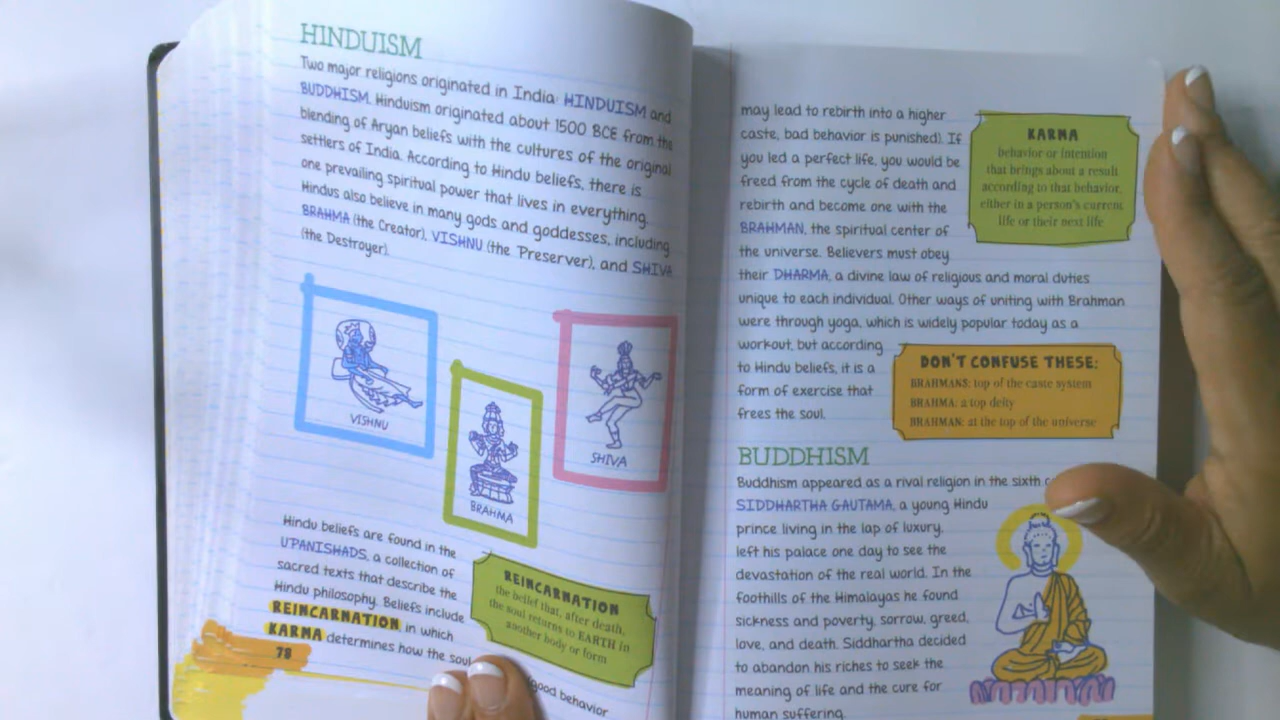 HINDUISM
Two major religions originated in India: HINDUISM and
BUDDHISM. Hinduism originated about 1500 BCE from the
blending of Aryan beliefs with the cultures of the original
settlers of India. According to Hindu beliefs, there is
one prevailing spiritual power that lives in everything.
Hindus also believe in many gods and goddesses, including
BRAHMA (the Creator), VISHNU (the Preserver), and SHIVA
(the Destroyer).
VISHNU
BRAHMA
SHIVA
Hindu beliefs are found in the
UPANISHADS, a collection of
sacred texts that describe the
Hindu philosophy. Beliefs include
REINCARNATION in which
KARMA determines how the soul
good behavior
78
REINCARNATION
the belief that, after death,
the soul returns to EARTH in
another body or form
may lead to rebirth into a higher
caste, bad behavior is punished). If
you led a perfect life, you would be
freed from the cycle of death and
rebirth and become one with the
BRAHMAN, the spiritual center of
the universe. Believers must obey
their DHARMA, a divine law of religious and moral duties
unique to each individual. Other ways of uniting with Brahman
were through yoga, which is widely popular today as a
workout, but according
to Hindu beliefs, it is a
form of exercise that
frees the soul.
KARMA
behavior or intention
that brings about a result
according to that behavior,
either in a person's current
life or their next life
DON'T CONFUSE THESE:
BRAHMANS: top of the caste system
BRAHMA: a top deity
BRAHMAN: at the top of the universe
BUDDHISM
Buddhism appeared as a rival religion in the sixth
SIDDHARTHA GAUTAMA, a young Hindu
prince living in the lap of luxury,
left his palace one day to see the
devastation of the real world. In the
foothills of the Himalayas he found
sickness and poverty, sorrow, greed,
love, and death. Siddhartha decided
to abandon his riches to seek the
meaning of life and the cure for
human suffering.